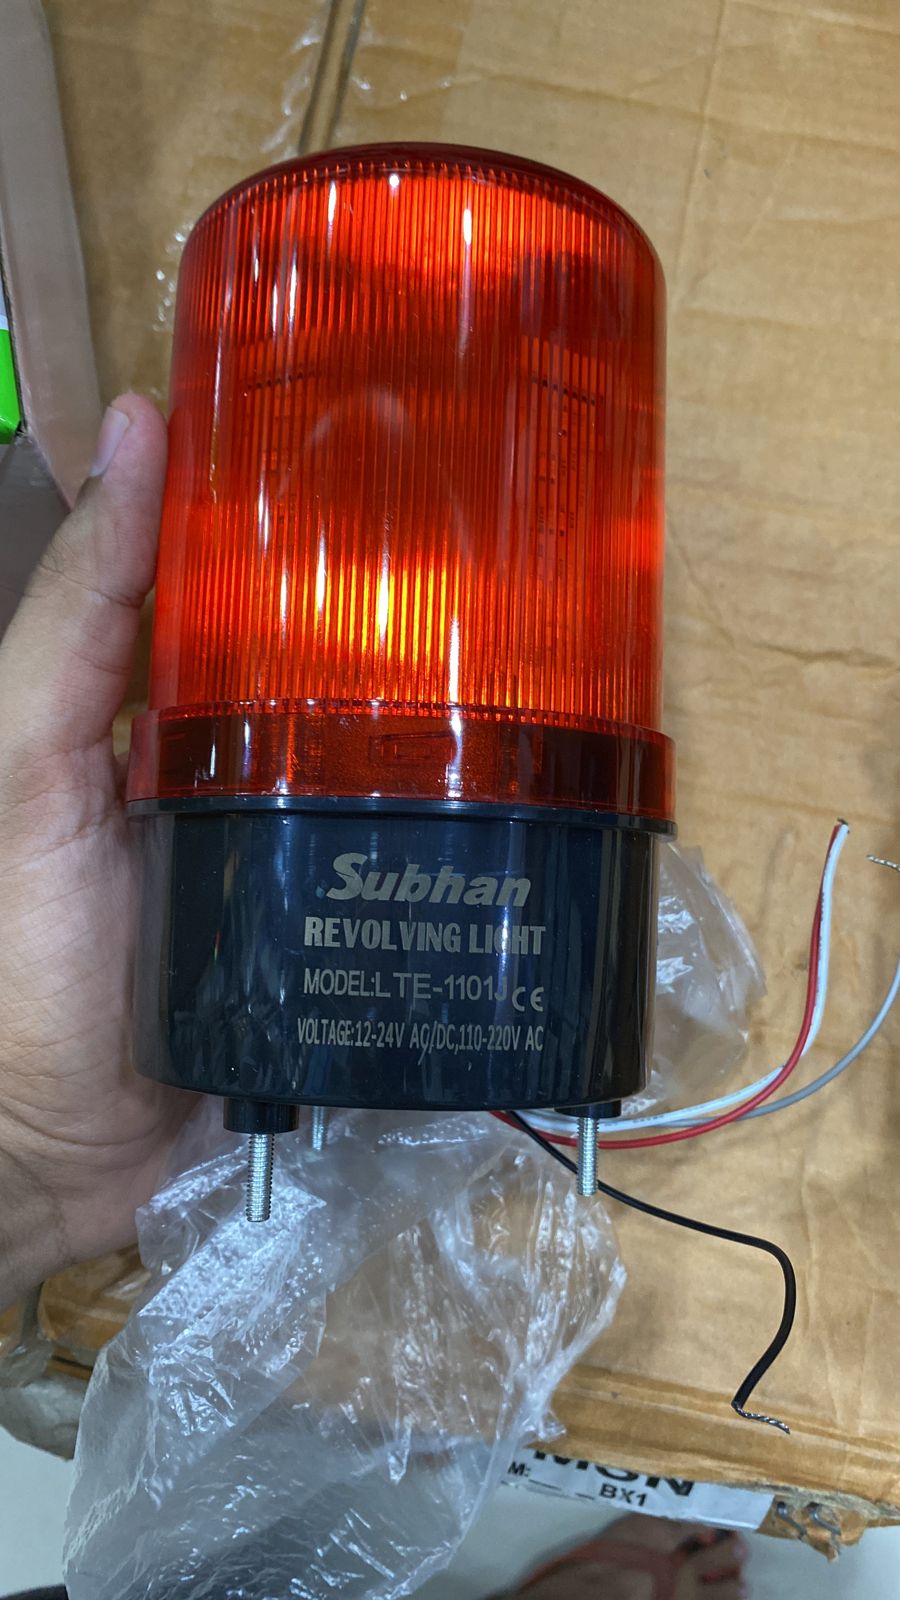 Subhan
REVOLVING LIGHT
MODEL:LTE-1101J CE
VOLTAGE:12-24V AC/DC,110-220V AC
M:
BX1